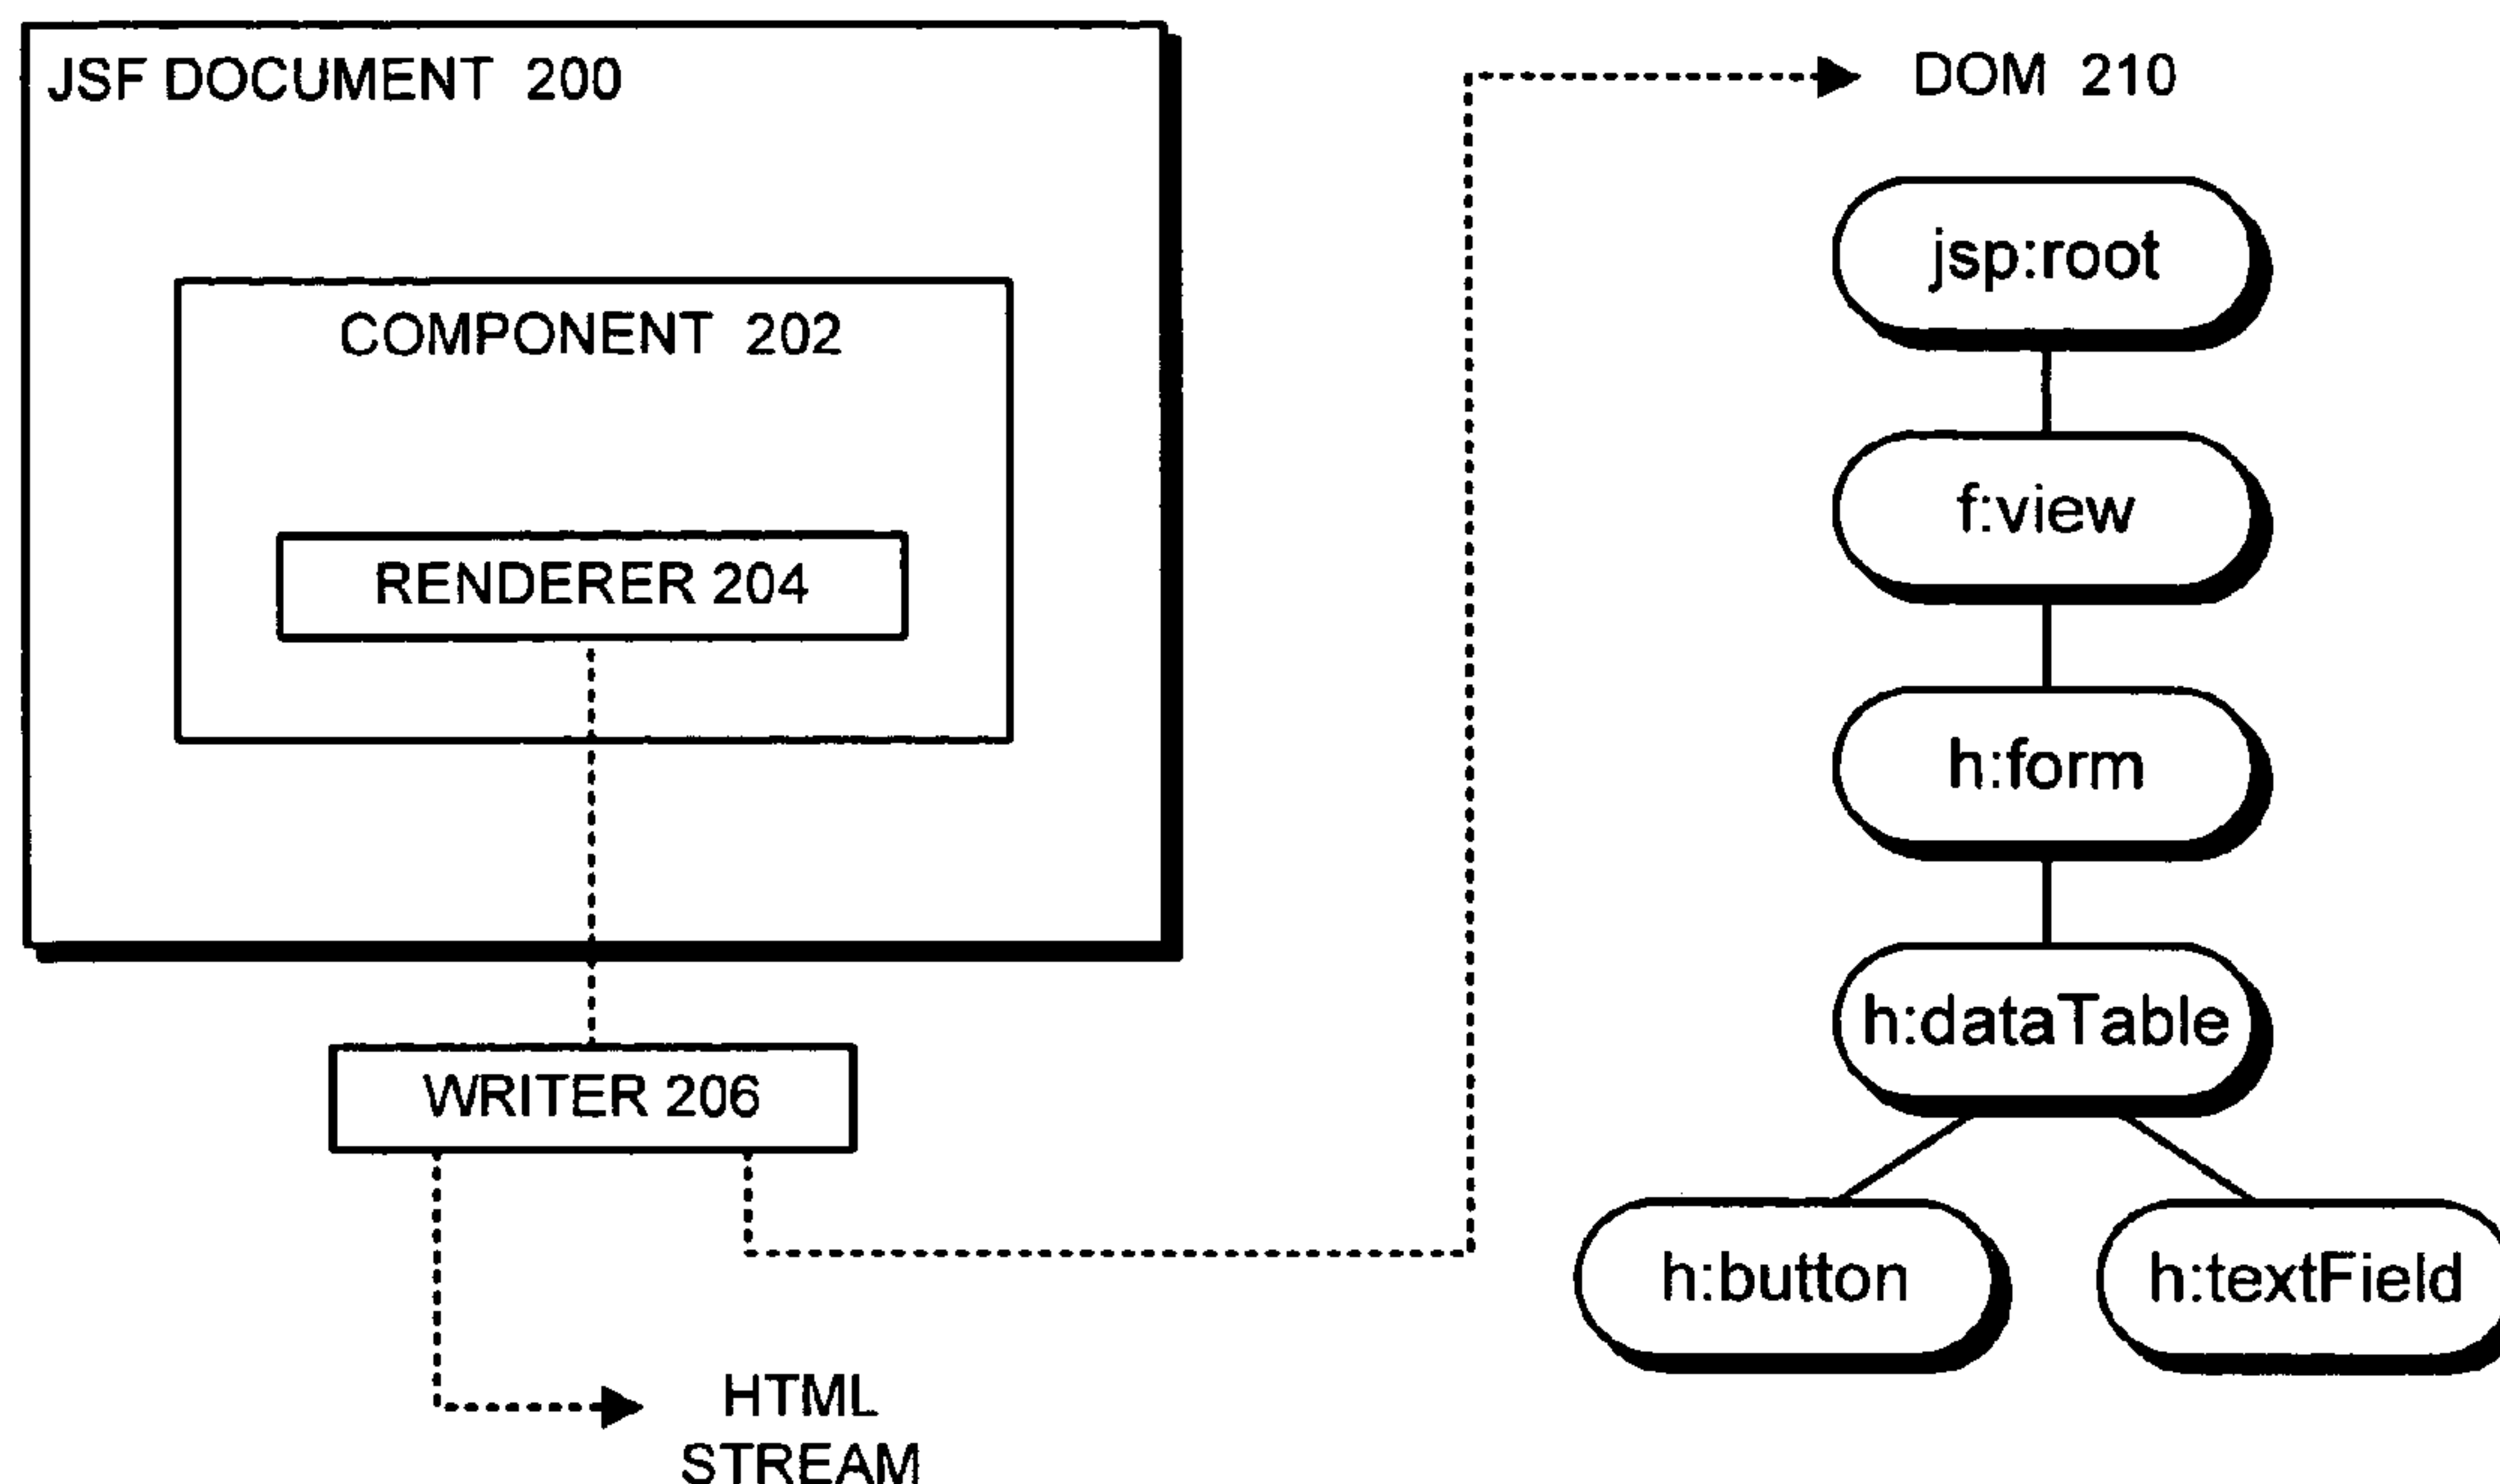 JSF DOCUMENT 200
COMPONENT 202
RENDERER 204
WRITER 206
HTML
STREAM
DOM 210
jsp:root
f:view
h:form
h:dataTable
h:button
h:textField